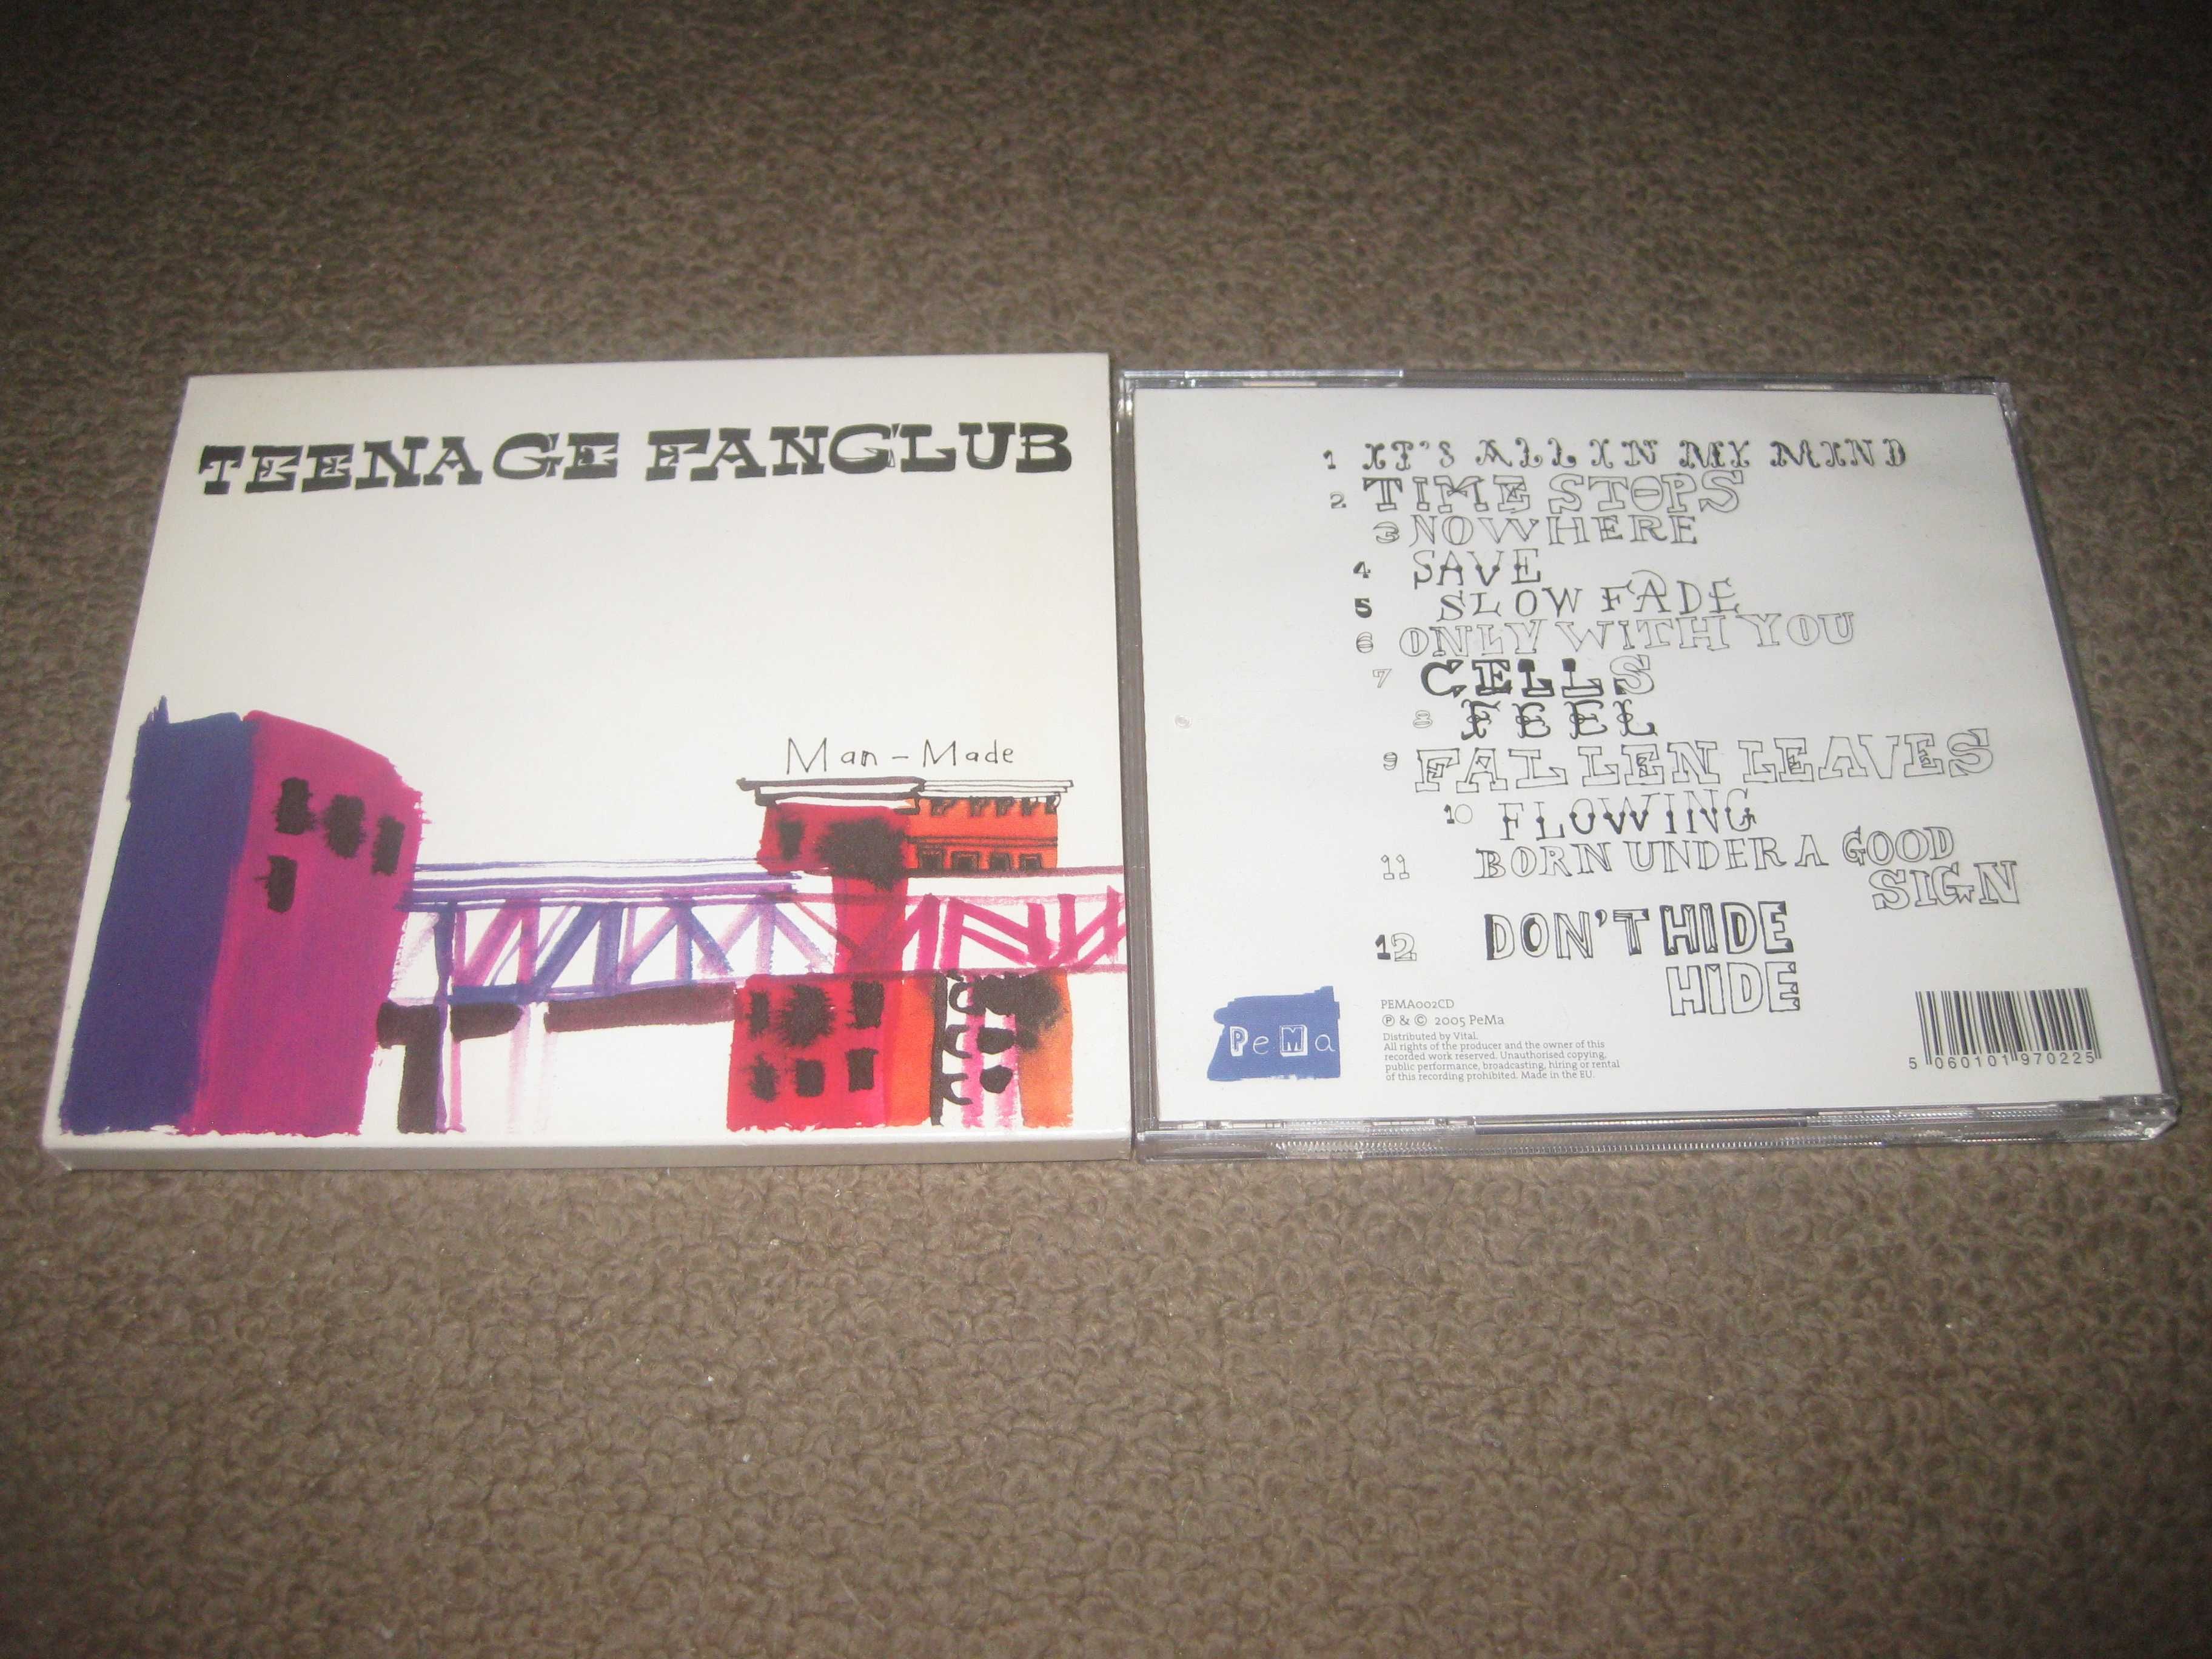 TEENAGE FANCLUB
Man-Made
1 IT'S ALL IN MY MIND
2 TIME STOPS
3 NOWHERE
4 SAVE
5 SLOW FADE
6 ONLY WITH YOU
7 CELLS
8 FEEL
9 FALLEN LEAVES
10 FLOWING
11 BORN UNDER A GOOD
SIGN
12 DON'T HIDE
HIDE
PeMa
PEMA002CD
℗ & © 2005 PeMa
Distributed by Vital.
All rights of the producer and the owner of this
recorded work reserved. Unauthorised copying,
public performance, broadcasting, hiring or rental
of this recording prohibited. Made in the EU.
5 060101 970225